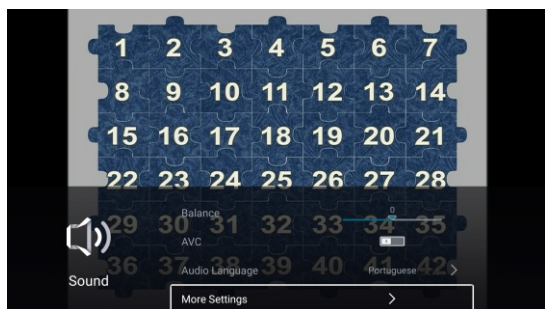 1 2 3 4 5 6 7
8 9 10 11 12 13 14
15 16 17 18 19 20 21
22 23 24 25 26 27 28
29 30 31 32 33 34 35
36 37 38 39 40 41 42
Sound
Balance 0
AVC
Audio Language Portuguese >
More Settings >